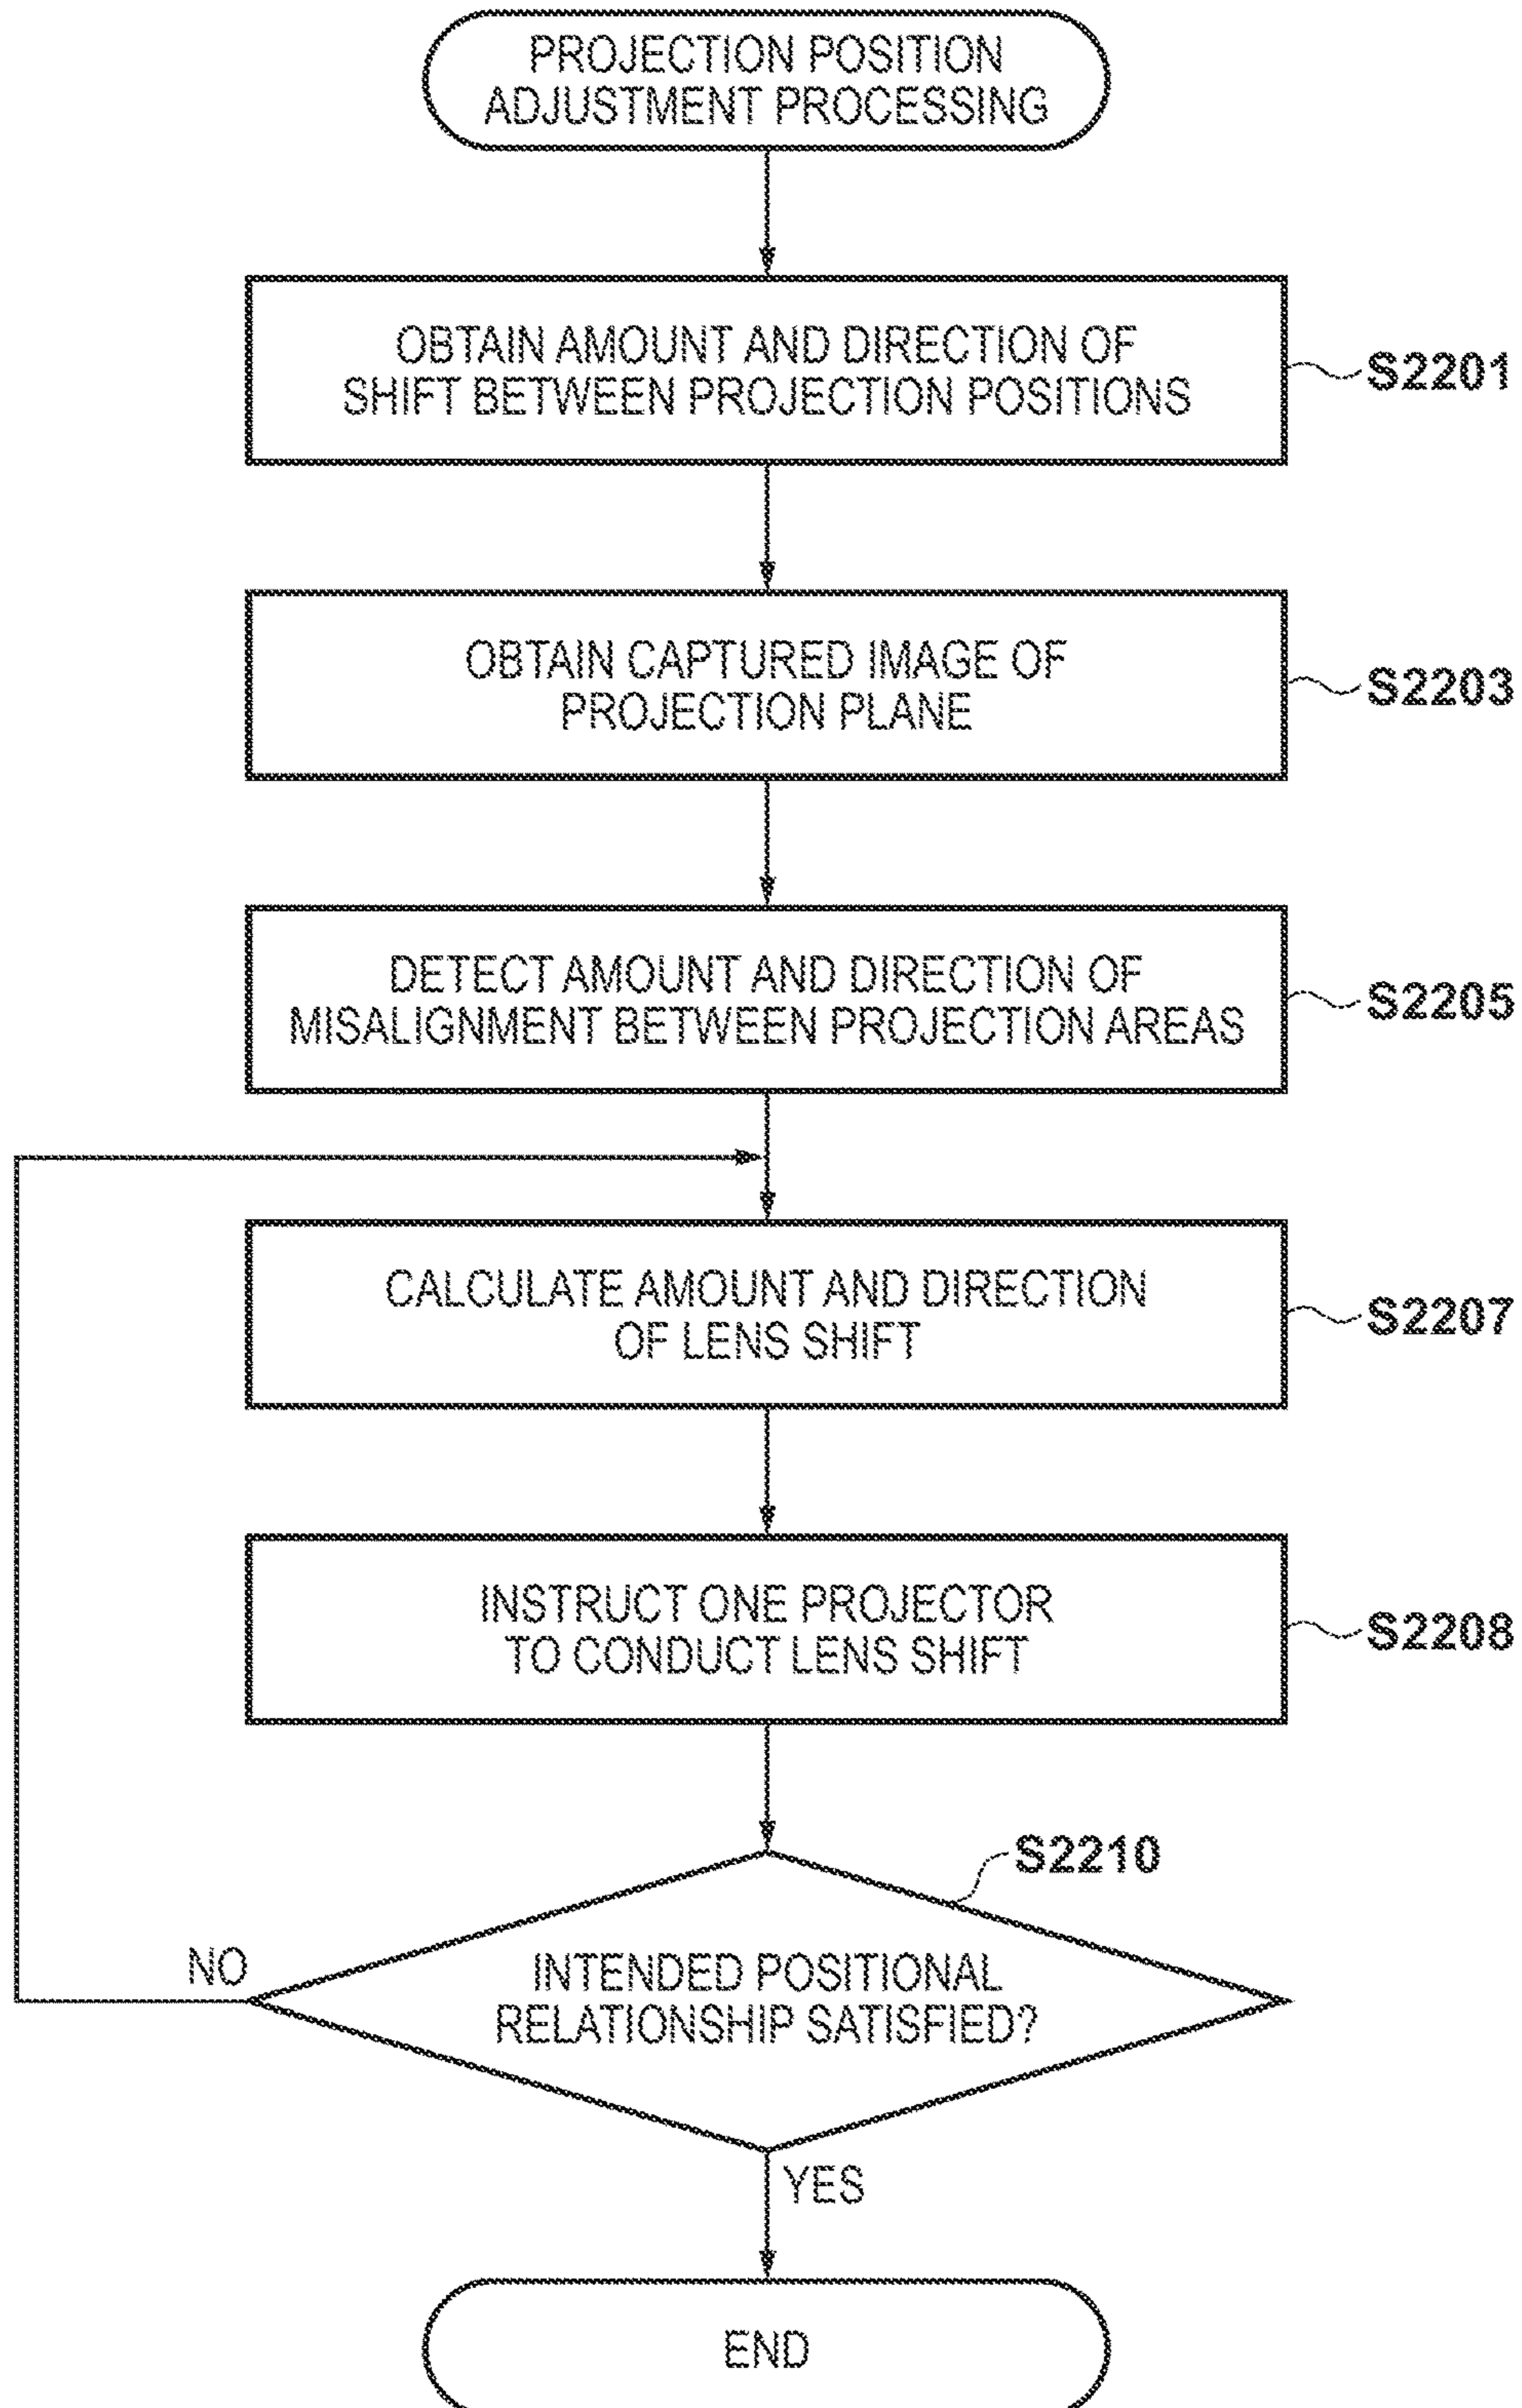 PROJECTION POSITION
ADJUSTMENT PROCESSING
OBTAIN AMOUNT AND DIRECTION OF
SHIFT BETWEEN PROJECTION POSITIONS
S2201
OBTAIN CAPTURED IMAGE OF
PROJECTION PLANE
S2203
DETECT AMOUNT AND DIRECTION OF
MISALIGNMENT BETWEEN PROJECTION AREAS
S2205
CALCULATE AMOUNT AND DIRECTION
OF LENS SHIFT
S2207
INSTRUCT ONE PROJECTOR
TO CONDUCT LENS SHIFT
S2208
S2210
NO
INTENDED POSITIONAL
RELATIONSHIP SATISFIED?
YES
END